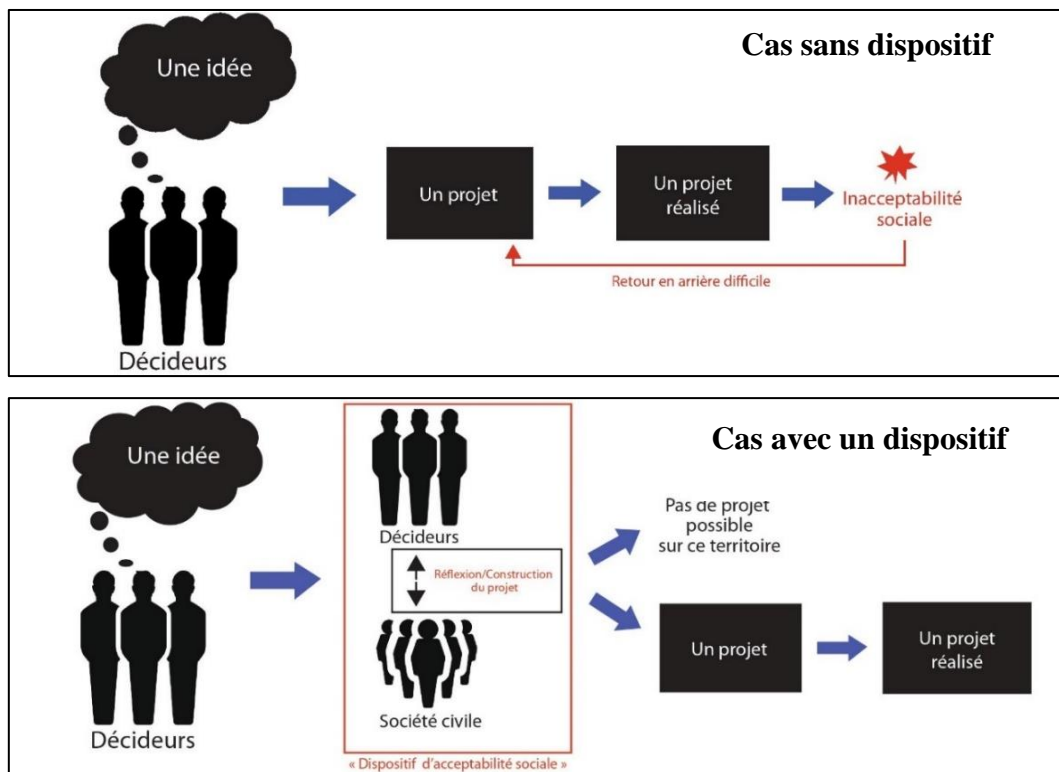 Cas sans dispositif
Une idée
Décideurs
Un projet
Un projet
réalisé
Inacceptabilité
sociale
Retour en arrière difficile
Cas avec un dispositif
Une idée
Décideurs
Décideurs
Réflexion/Construction
du projet
Société civile
« Dispositif d'acceptabilité sociale »
Pas de projet
possible
sur ce territoire
Un projet
Un projet
réalisé